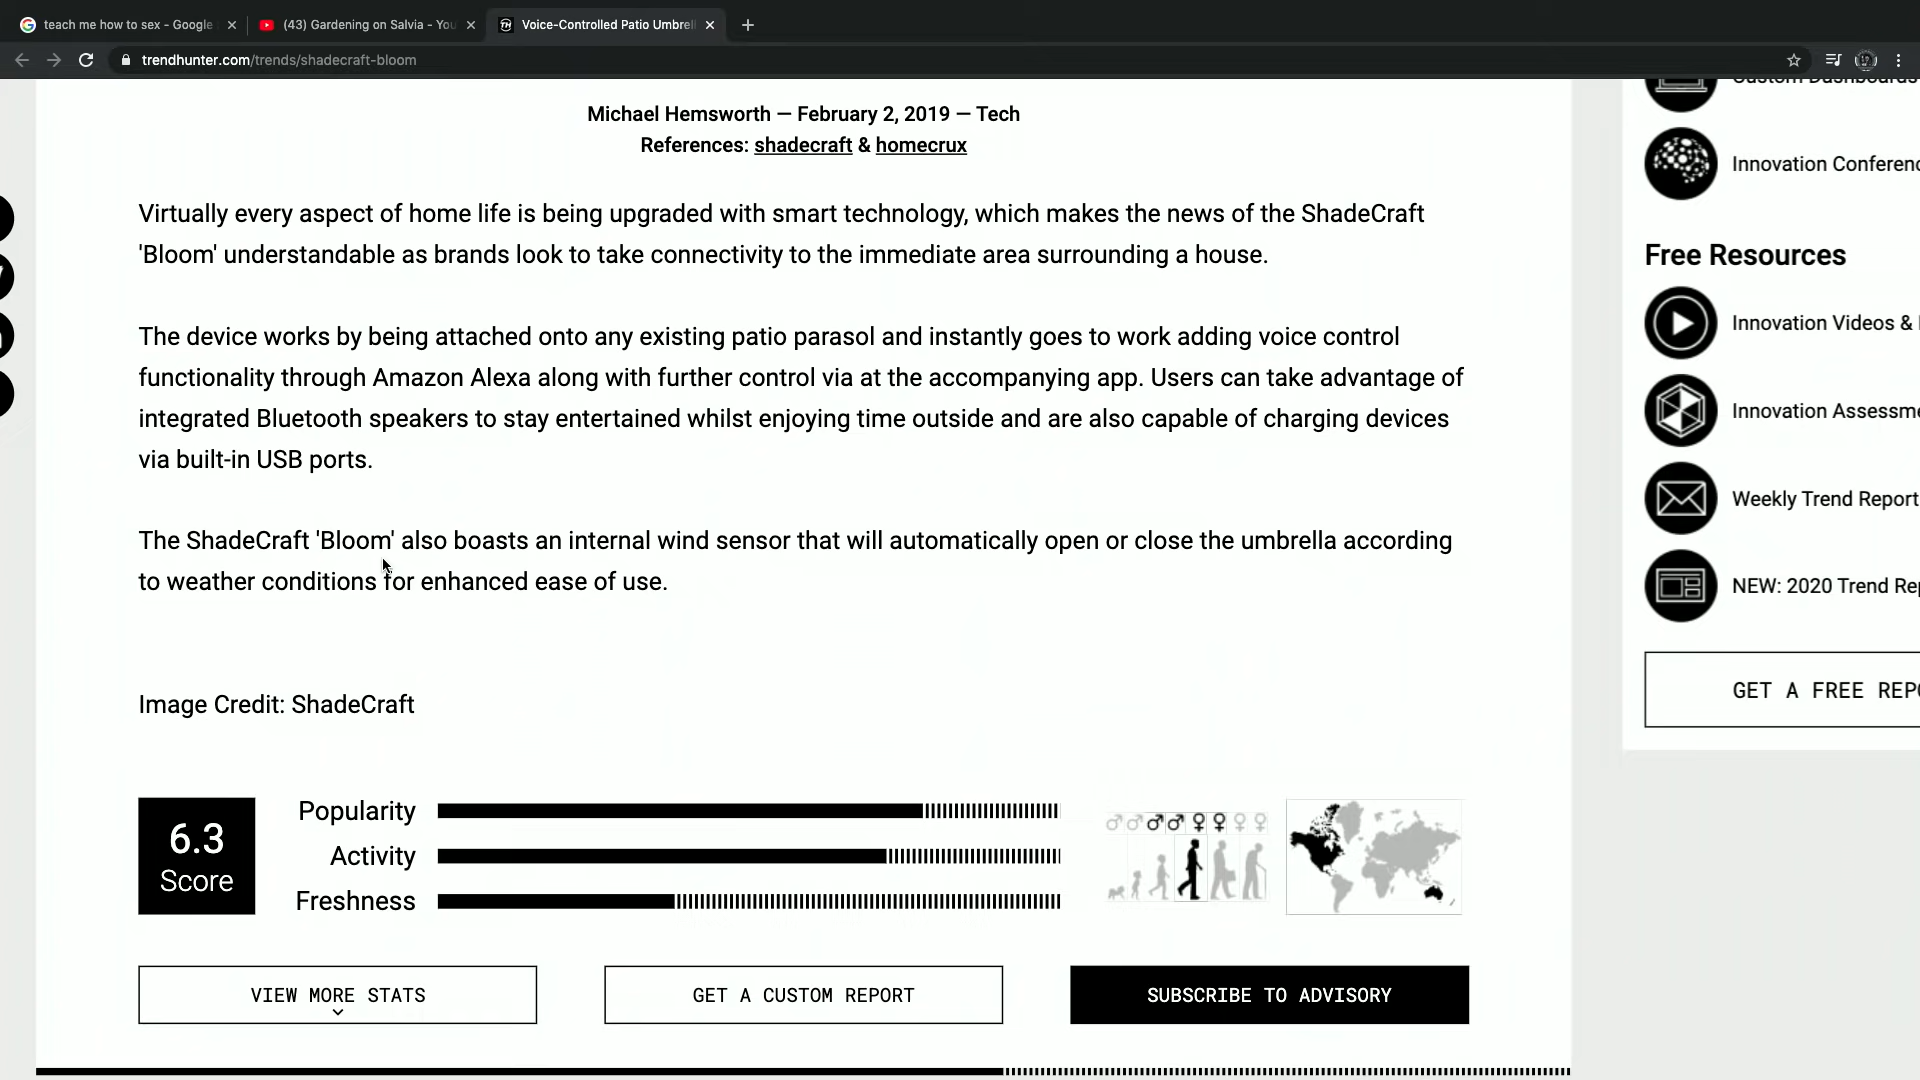 teach me how to sex - Google
(43) Gardening on Salvia - You
Voice-Controlled Patio Umbrel
trendhunter.com/trends/shadecraft-bloom
Michael Hemsworth — February 2, 2019 — Tech
References: shadecraft & homecrux
Virtually every aspect of home life is being upgraded with smart technology, which makes the news of the ShadeCraft
'Bloom' understandable as brands look to take connectivity to the immediate area surrounding a house.
The device works by being attached onto any existing patio parasol and instantly goes to work adding voice control
functionality through Amazon Alexa along with further control via at the accompanying app. Users can take advantage of
integrated Bluetooth speakers to stay entertained whilst enjoying time outside and are also capable of charging devices
via built-in USB ports.
The ShadeCraft 'Bloom' also boasts an internal wind sensor that will automatically open or close the umbrella according
to weather conditions for enhanced ease of use.
Image Credit: ShadeCraft
6.3
Score
Popularity
Activity
Freshness
VIEW MORE STATS
GET A CUSTOM REPORT
SUBSCRIBE TO ADVISORY
Custom Dashboards
Innovation Conferenc
Free Resources
Innovation Videos &
Innovation Assessme
Weekly Trend Report
NEW: 2020 Trend Rep
GET A FREE REPO